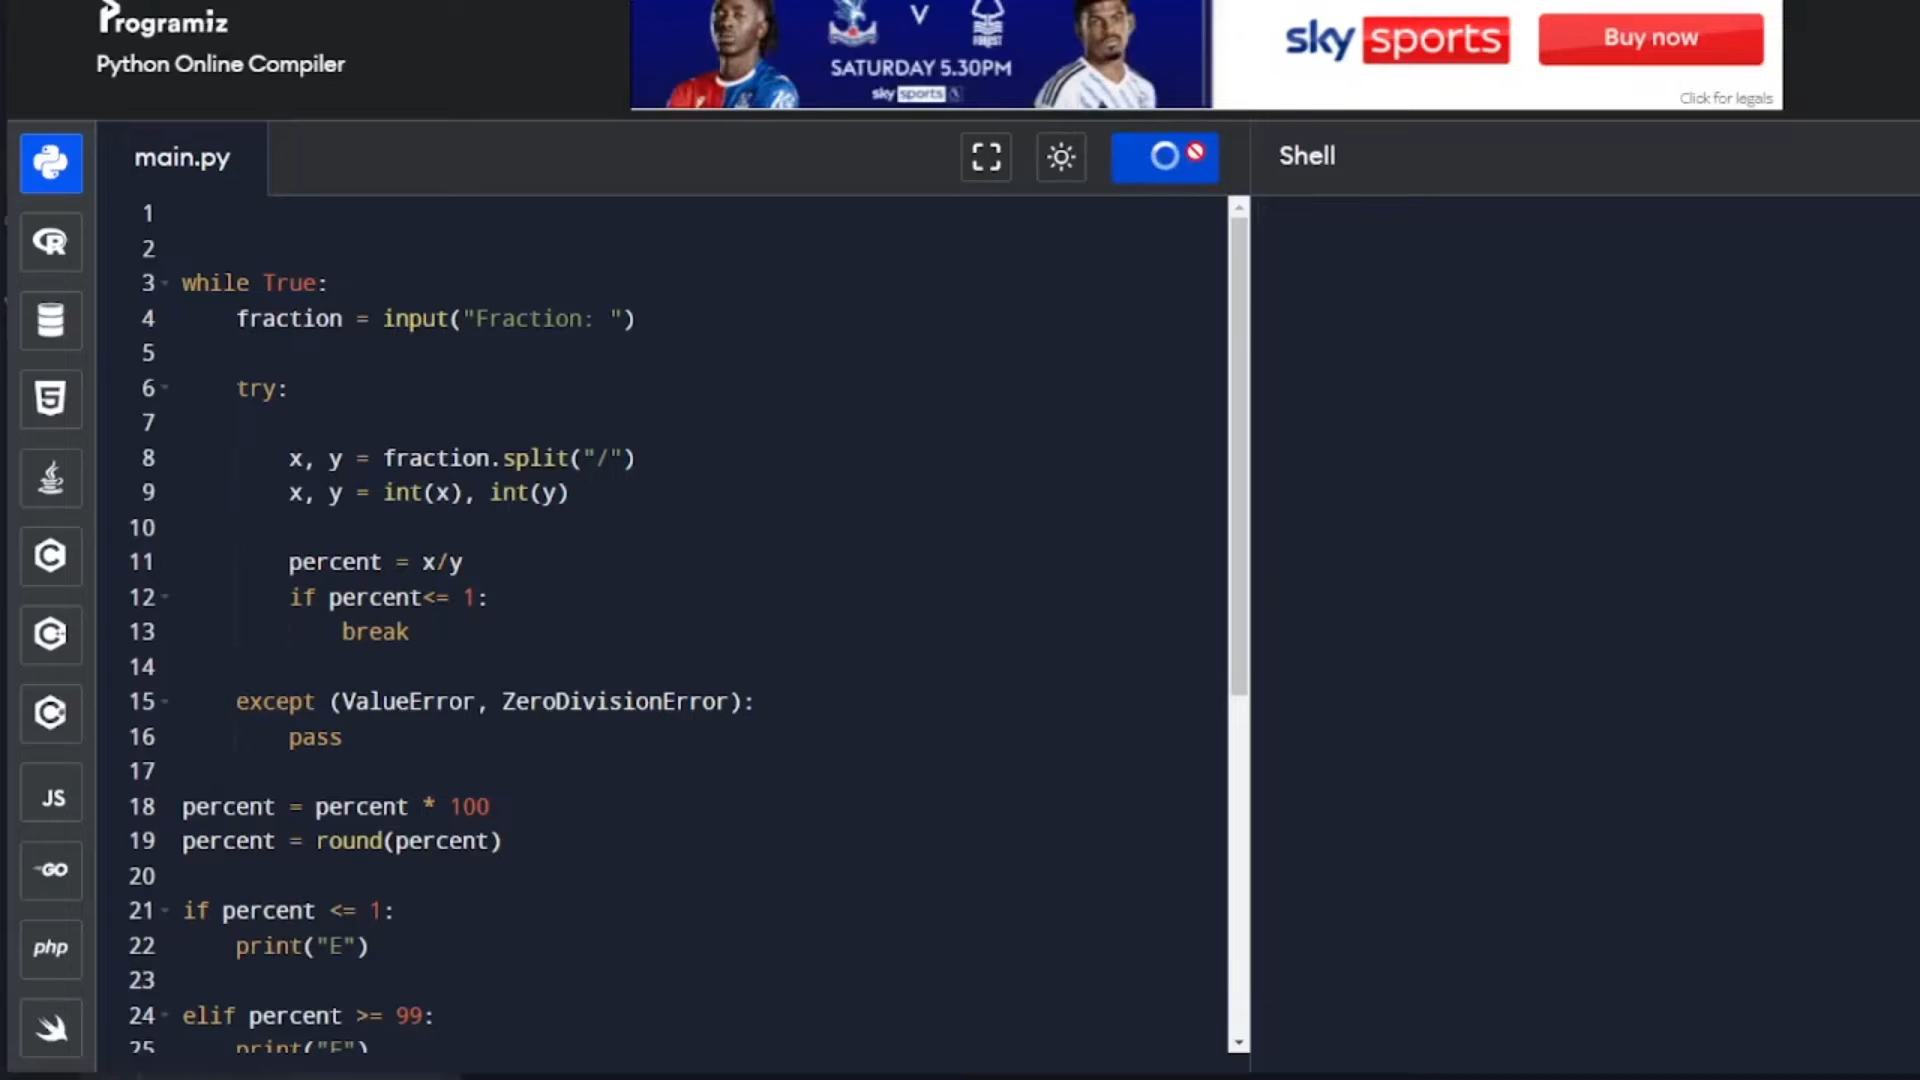 Programiz
Python Online Compiler
V
FOREST
SATURDAY 5.30PM
sky sports
sky sports
Buy now
Click for legals
main.py
Shell
1
2
3 while True:
4 fraction = input("Fraction: ")
5
6 try:
7
8 x, y = fraction.split("/")
9 x, y = int(x), int(y)
10
11 percent = x/y
12 if percent<= 1:
13 break
14
15 except (ValueError, ZeroDivisionError):
16 pass
17
18 percent = percent * 100
19 percent = round(percent)
20
21 if percent <= 1:
22 print("E")
23
24 elif percent >= 99:
25 print("F")
R
5
C
C
C
JS
GO
php